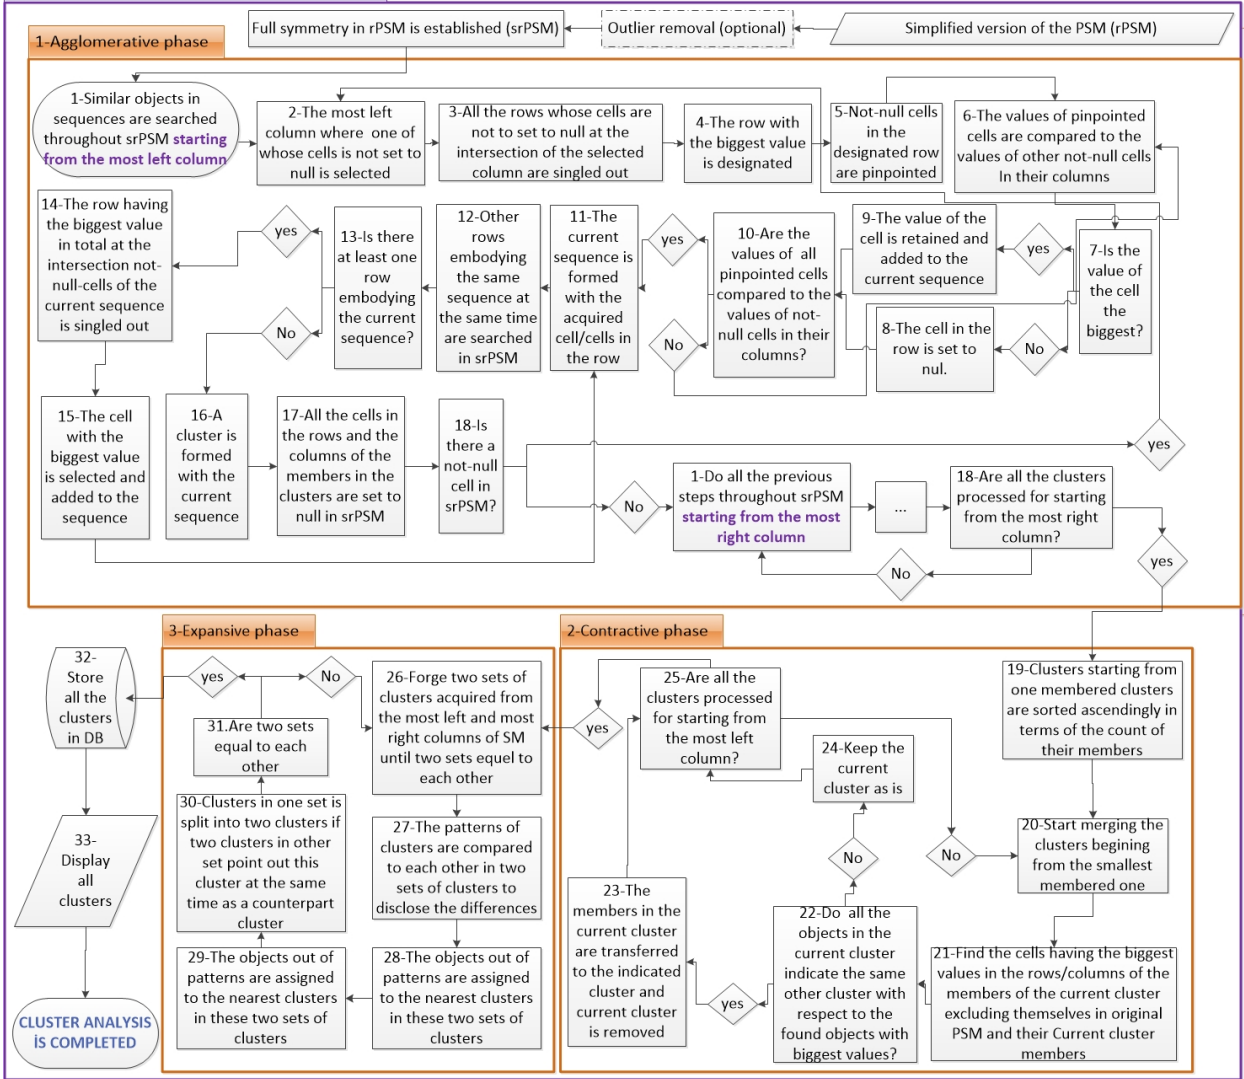 Full symmetry in rPSM is established (srPSM)
Outlier removal (optional)
Simplified version of the PSM (rPSM)
1-Agglomerative phase
1-Similar objects in
sequences are searched
throughout srPSM starting
from the most left column
2-The most left
column where one of
whose cells is not set to
null is selected
3-All the rows whose cells are
not to set to null at the
intersection of the selected
column are singled out
4-The row with
the biggest value
is designated
5-Not-null cells
in the
designated row
are pinpointed
6-The values of pinpointed
cells are compared to the
values of other not-null cells
In their columns
7-Is the
value of
the cell
the
biggest?
yes
No
8-The cell in the
row is set to
nul.
9-The value of the
cell is retained and
added to the
current sequence
10-Are the
values of all
pinpointed cells
compared to the
values of not-
null cells in their
columns?
yes
No
11-The
current
sequence is
formed
with the
acquired
cell/cells in
the row
12-Other
rows
embodying
the same
sequence at
the same time
are searched
in srPSM
13-Is there
at least one
row
embodying
the current
sequence?
yes
No
14-The row having
the biggest value
in total at the
intersection not-
null-cells of the
current sequence
is singled out
15-The cell
with the
biggest value
is selected and
added to the
sequence
16-A
cluster is
formed
with the
current
sequence
17-All the cells in
the rows and the
columns of the
members in the
clusters are set to
null in srPSM
18-Is
there a
not-null
cell in
srPSM?
yes
No
1-Do all the previous
steps throughout srPSM
starting from the most
right column
...
18-Are all the clusters
processed for starting
from the most right
column?
No
yes
2-Contractive phase
19-Clusters starting from
one membered clusters
are sorted ascendingly in
terms of the count of
their members
20-Start merging the
clusters begining
from the smallest
membered one
21-Find the cells having the biggest
values in the rows/columns of the
members of the current cluster
excluding themselves in original
PSM and their Current cluster
members
22-Do all the
objects in the
current cluster
indicate the same
other cluster with
respect to the
found objects with
biggest values?
yes
No
23-The
members in the
current cluster
are transferred
to the indicated
cluster and
current cluster
is removed
24-Keep the
current
cluster as is
25-Are all the
clusters processed
for starting from
the most left
column?
No
yes
3-Expansive phase
26-Forge two sets of
clusters acquired from
the most left and most
right columns of SM
until two sets equal to
each other
27-The patterns of
clusters are compared
to each other in two
sets of clusters to
disclose the differences
28-The objects out of
patterns are assigned
to the nearest clusters
in these two sets of
clusters
29-The objects out of
patterns are assigned
to the nearest clusters
in these two sets of
clusters
30-Clusters in one set is
split into two clusters if
two clusters in other
set point out this
cluster at the same
time as a counterpart
cluster
31.Are two sets
equal to each
other
No
yes
32-
Store
all the
clusters
in DB
33-
Display
all
clusters
CLUSTER ANALYSIS
İS COMPLETED